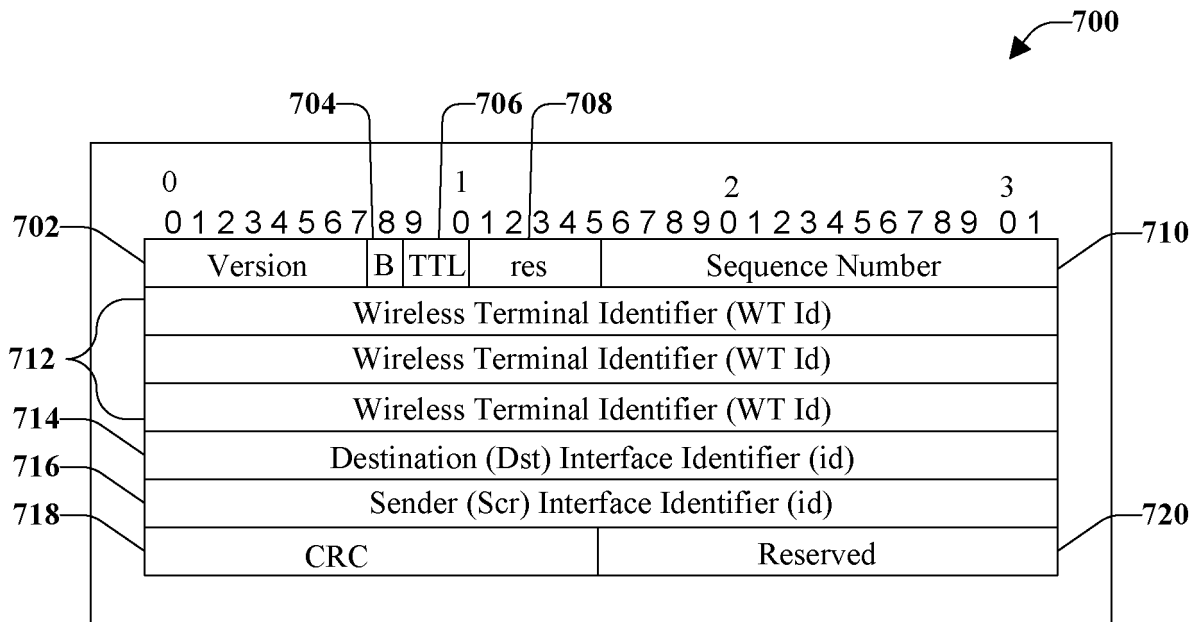 700
704 706 708
0 1 2 3
0 1 2 3 4 5 6 7 8 9 0 1 2 3 4 5 6 7 8 9 0 1 2 3 4 5 6 7 8 9 0 1
702 710
Version B TTL res Sequence Number
Wireless Terminal Identifier (WT Id)
712 Wireless Terminal Identifier (WT Id)
Wireless Terminal Identifier (WT Id)
714
Destination (Dst) Interface Identifier (id)
716
Sender (Scr) Interface Identifier (id)
718 720
CRC Reserved